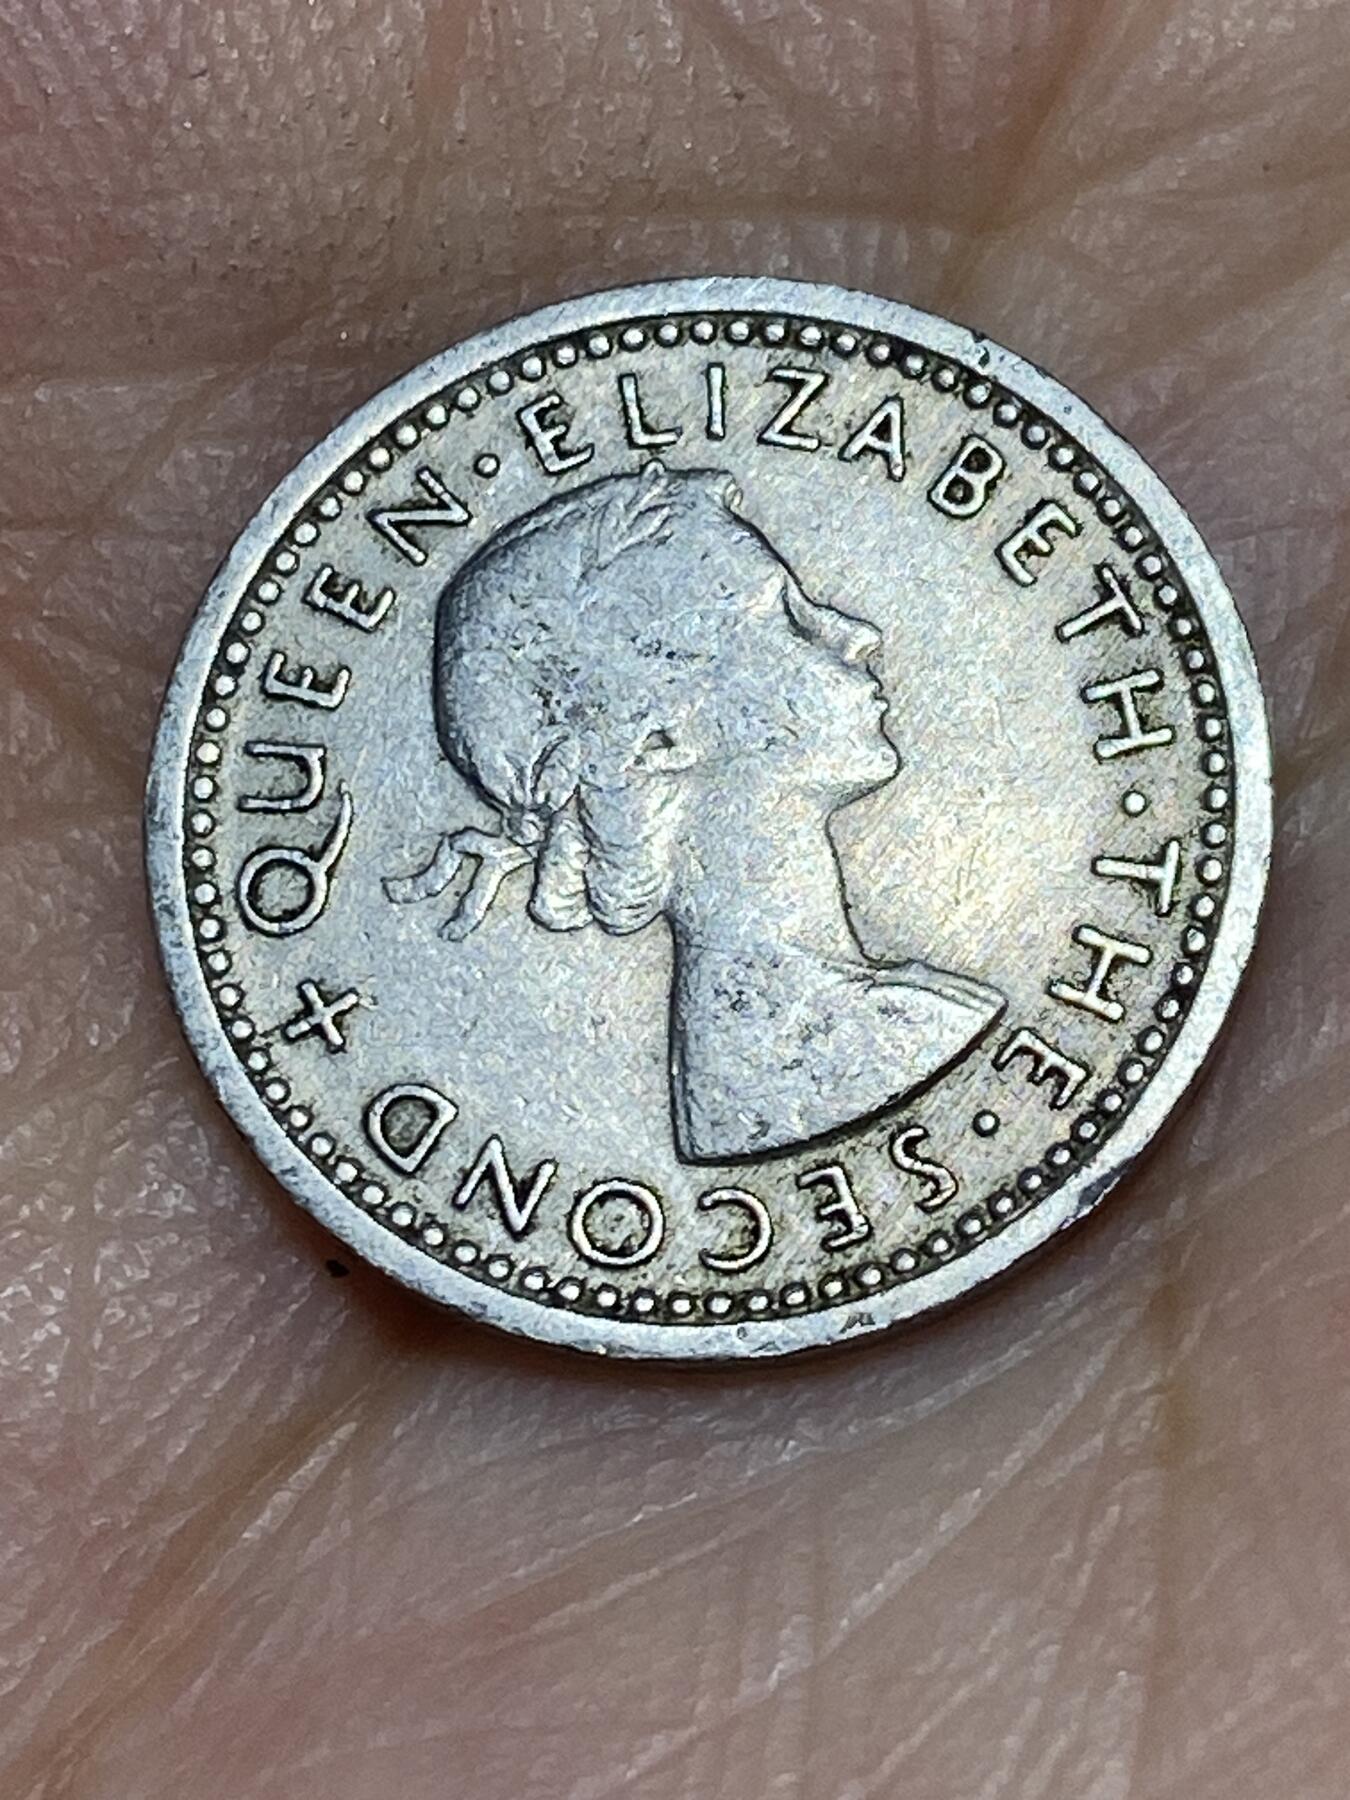 + QUEEN · ELIZABETH · THE · SECOND